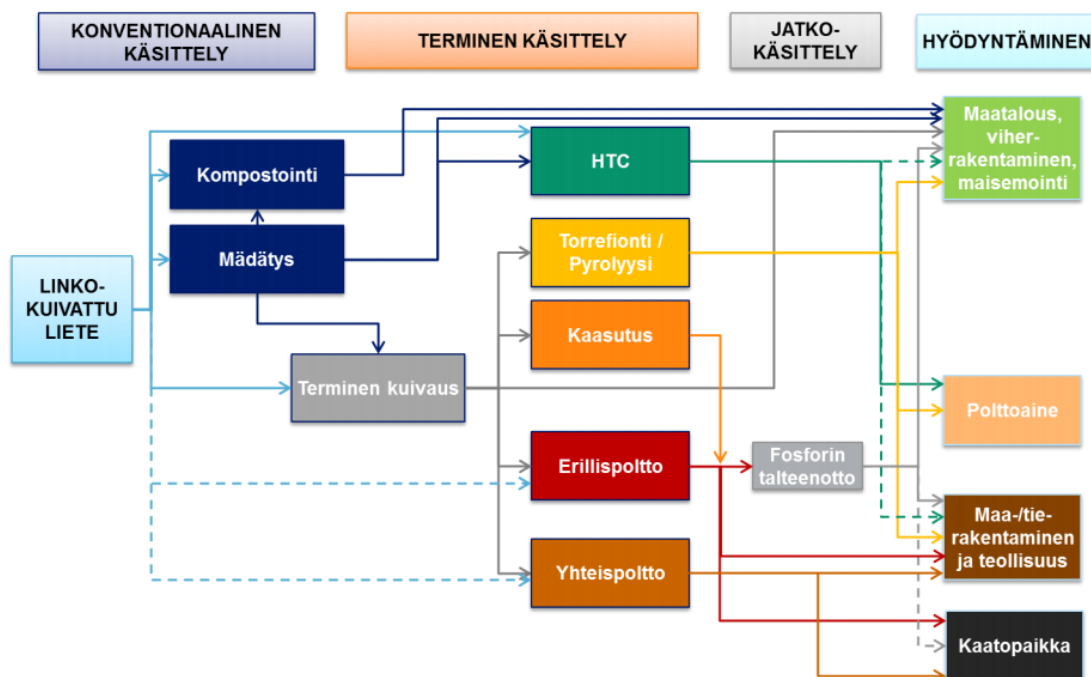 KONVENTIONAALINEN
KÄSITTELY
TERMINEN KÄSITTELY
JATKO-
KÄSITTELY
HYÖDYNTÄMINEN
LINKO-
KUIVATTU
LIETE
Kompostointi
Mädätys
Terminen kuivaus
HTC
Torrefiointi /
Pyrolyysi
Kaasutus
Erillispoltto
Yhteispoltto
Fosforin
talteenotto
Maatalous,
viher-
rakentaminen,
maisemointi
Polttoaine
Maa-/tie-
rakentaminen
ja teollisuus
Kaatopaikka